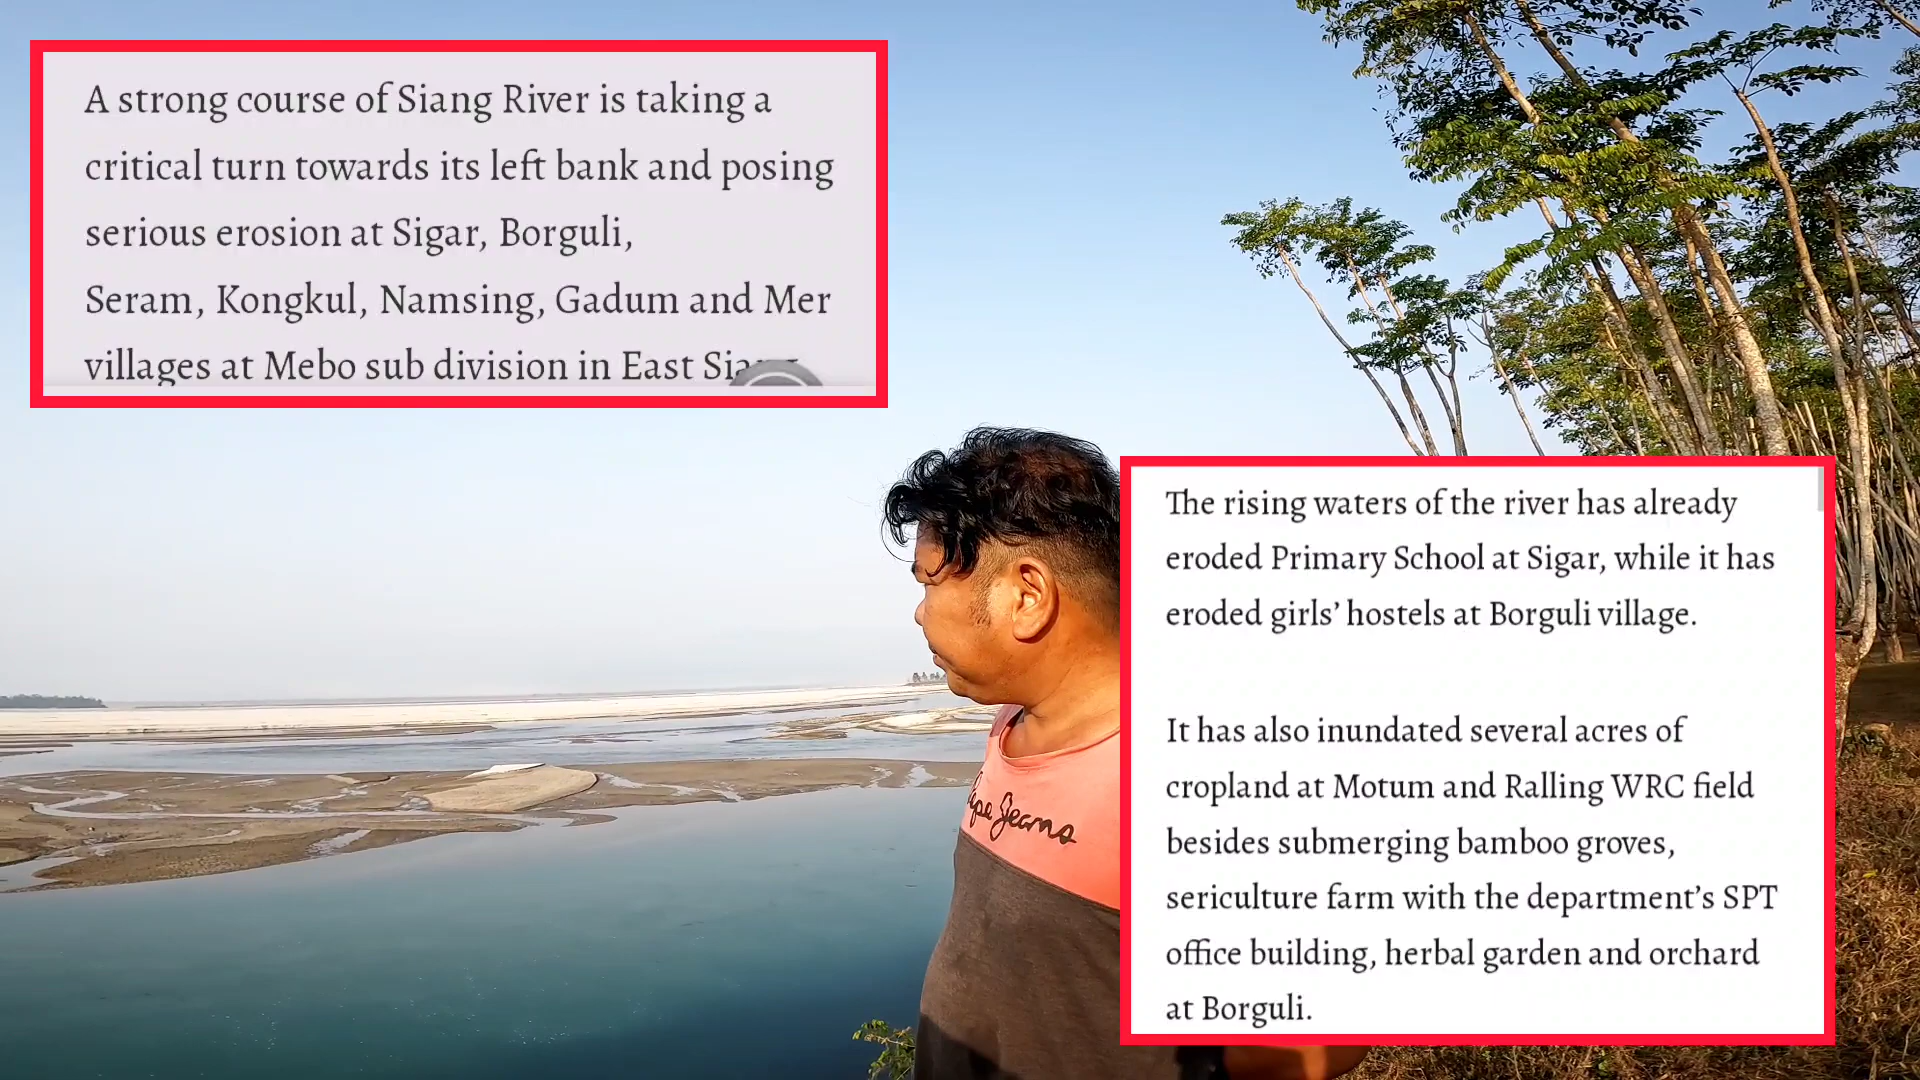 A strong course of Siang River is taking a
critical turn towards its left bank and posing
serious erosion at Sigar, Borguli,
Seram, Kongkul, Namsing, Gadum and Mer
villages at Mebo sub division in East Siang
The rising waters of the river has already
eroded Primary School at Sigar, while it has
eroded girls’ hostels at Borguli village.
It has also inundated several acres of
cropland at Motum and Ralling WRC field
besides submerging bamboo groves,
sericulture farm with the department’s SPT
office building, herbal garden and orchard
at Borguli.
Jeans